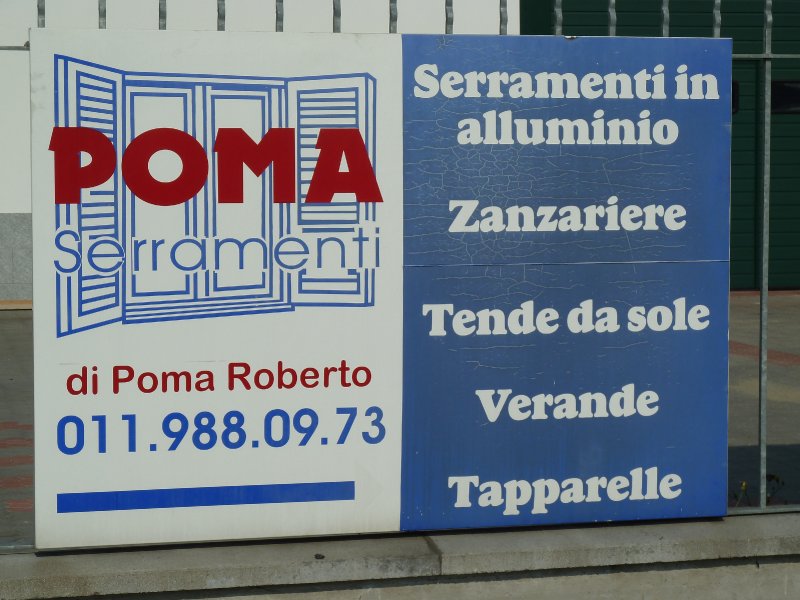 POMA
Serramenti
di Poma Roberto
011.988.09.73
Serramenti in
alluminio
Zanzariere
Tende da sole
Verande
Tapparelle